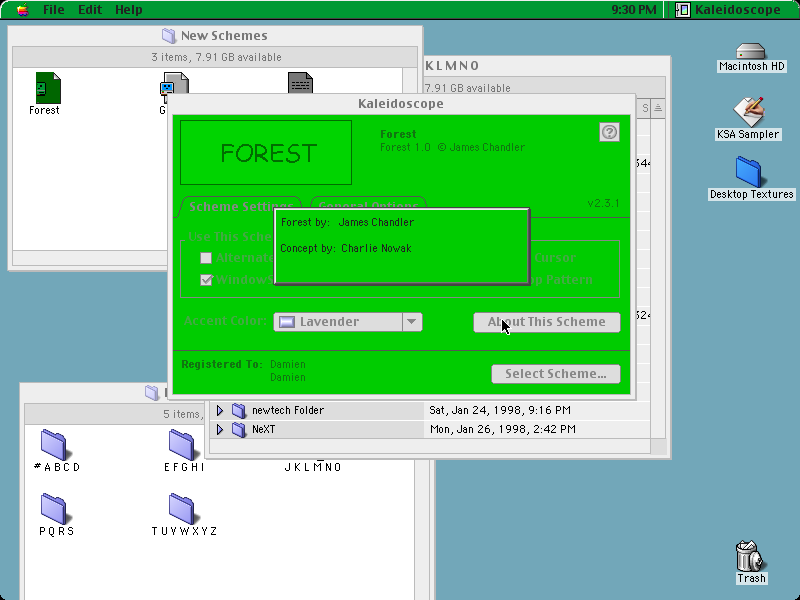 File Edit Help
9:30 PM
Kaleidoscope
New Schemes
3 items, 7.91 GB available
Forest
G
KLMNO
7.91 GB available
S
Macintosh HD
KSA Sampler
Desktop Textures
Kaleidoscope
FOREST
Forest
Forest 1.0 © James Chandler
?
Scheme Settings
General Options
v2.3.1
Use This Sche
Alternat
Cursor
Window
p Pattern
Forest by: James Chandler
Concept by: Charlie Nowak
Accent Color:
Lavender
About This Scheme
Registered To: Damien
Damien
Select Scheme...
newtech Folder
Sat, Jan 24, 1998, 9:16 PM
NeXT
Mon, Jan 26, 1998, 2:42 PM
5 items,
#ABCD
EFGHI
JKLMNO
PQRS
TUVWXYZ
Trash